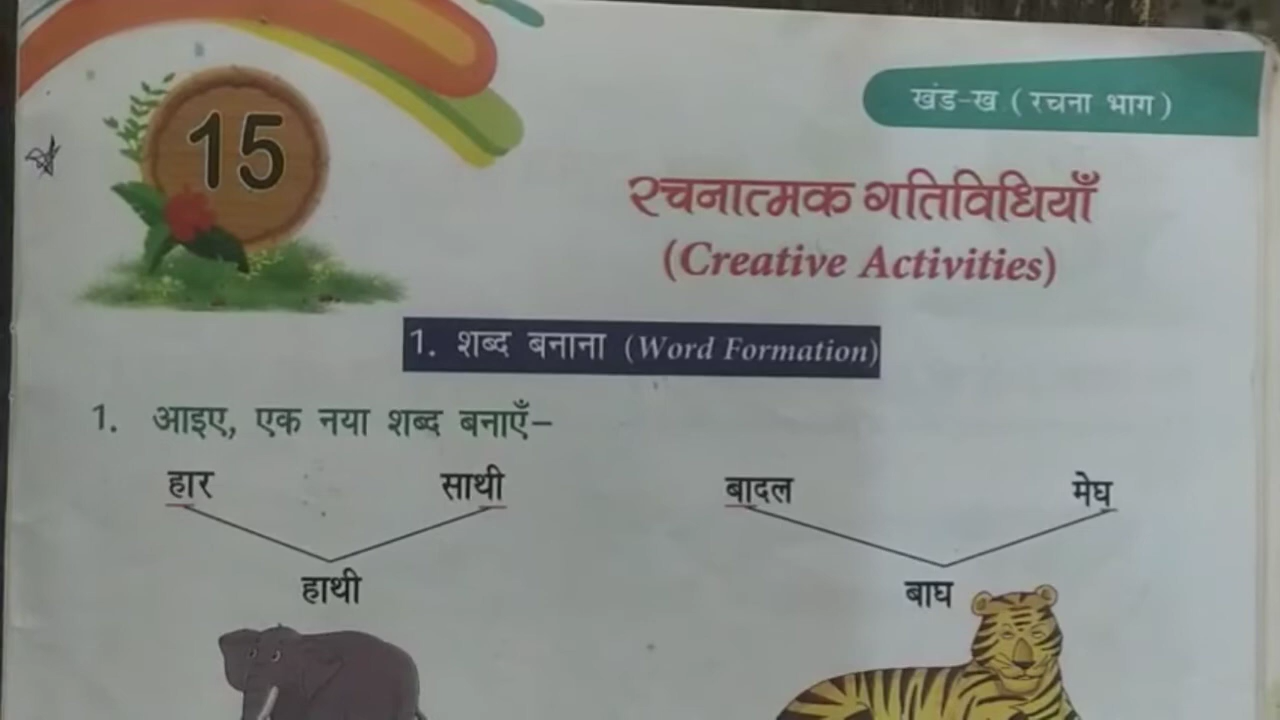 15
खंड-ख (रचना भाग)
रचनात्मक गतिविधियाँ
(Creative Activities)
1. शब्द बनाना (Word Formation)
1. आइए, एक नया शब्द बनाएँ–
हार साथी बादल मेघ
हाथी बाघ